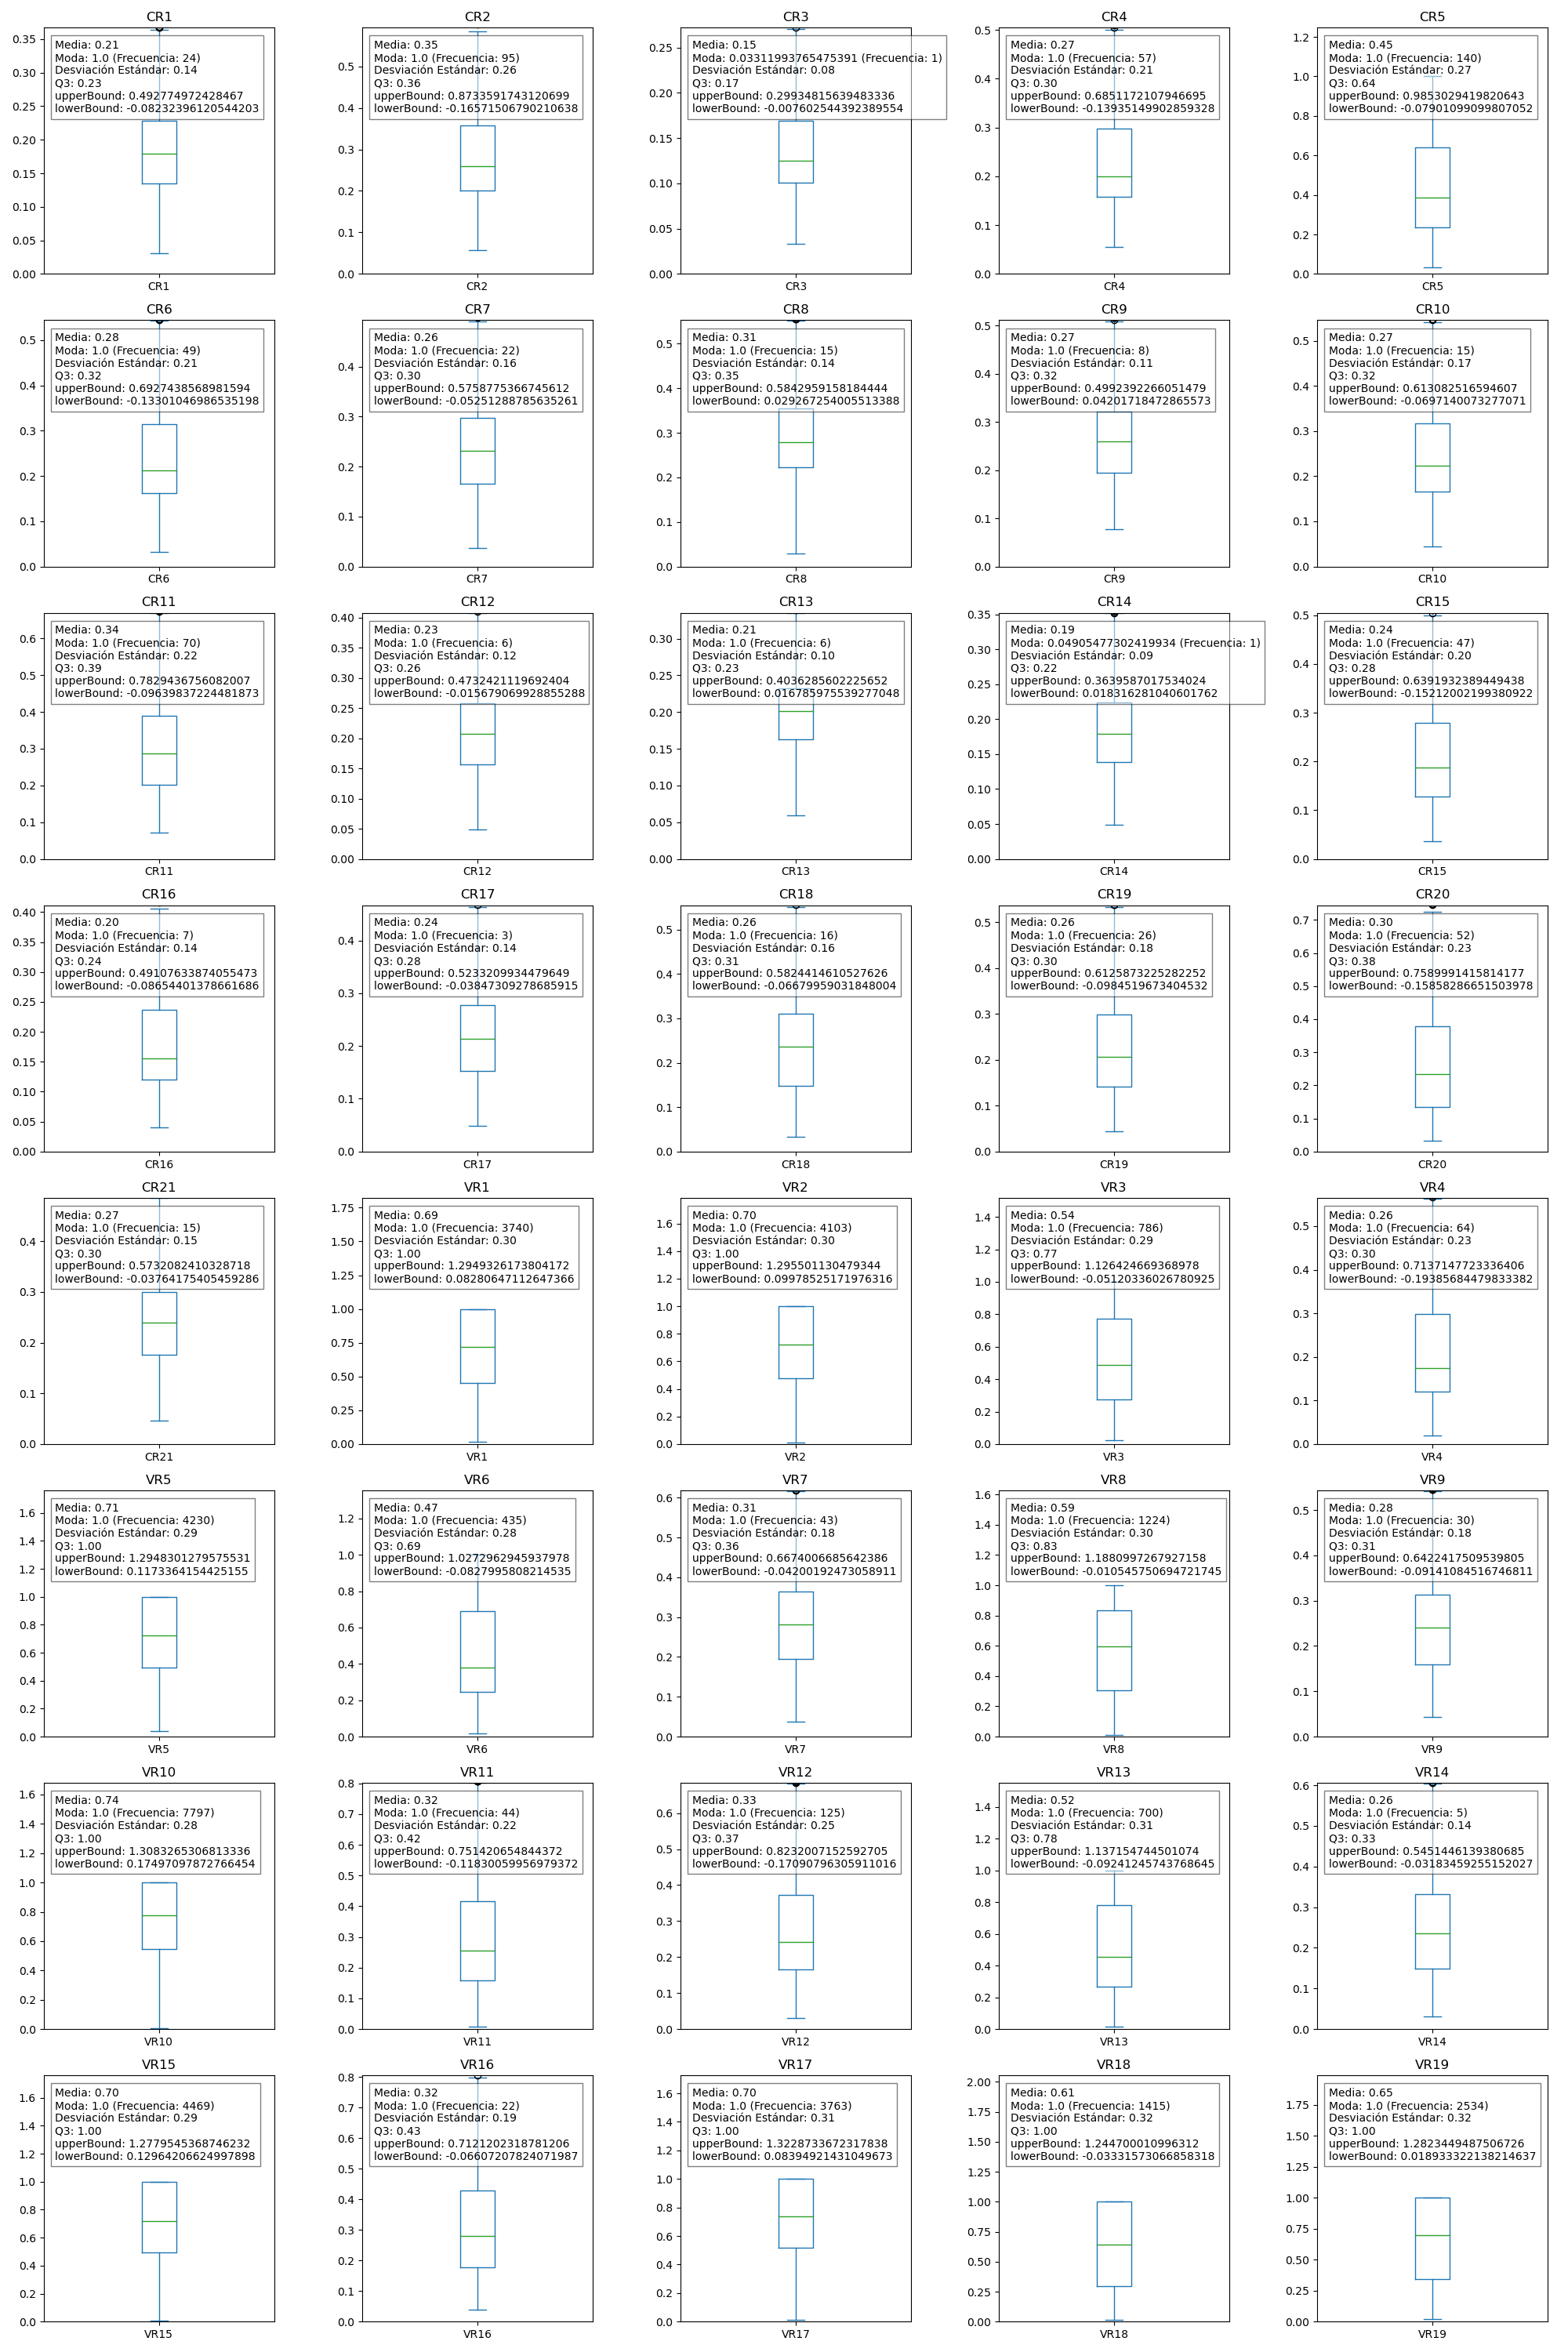 CR1
Media: 0.21
Moda: 1.0 (Frecuencia: 24)
Desviación Estándar: 0.14
Q3: 0.23
upperBound: 0.492774972428467
lowerBound: -0.08232396120544203
0.35
0.30
0.25
0.20
0.15
0.10
0.05
0.00
CR1
CR2
Media: 0.35
Moda: 1.0 (Frecuencia: 95)
Desviación Estándar: 0.26
Q3: 0.36
upperBound: 0.8733591743120699
lowerBound: -0.16571506790210638
0.5
0.4
0.3
0.2
0.1
0.0
CR2
CR3
Media: 0.15
Moda: 0.03311993765475391 (Frecuencia: 1)
Desviación Estándar: 0.08
Q3: 0.17
upperBound: 0.29934815639483336
lowerBound: -0.007602544392389554
0.25
0.20
0.15
0.10
0.05
0.00
CR3
CR4
Media: 0.27
Moda: 1.0 (Frecuencia: 57)
Desviación Estándar: 0.21
Q3: 0.30
upperBound: 0.6851172107946695
lowerBound: -0.13935149902859328
0.5
0.4
0.3
0.2
0.1
0.0
CR4
CR5
Media: 0.45
Moda: 1.0 (Frecuencia: 140)
Desviación Estándar: 0.27
Q3: 0.64
upperBound: 0.9853029419820643
lowerBound: -0.07901099099807052
1.2
1.0
0.8
0.6
0.4
0.2
0.0
CR5
CR6
Media: 0.28
Moda: 1.0 (Frecuencia: 49)
Desviación Estándar: 0.21
Q3: 0.32
upperBound: 0.6927438568981594
lowerBound: -0.13301046986535198
0.5
0.4
0.3
0.2
0.1
0.0
CR6
CR7
Media: 0.26
Moda: 1.0 (Frecuencia: 22)
Desviación Estándar: 0.16
Q3: 0.30
upperBound: 0.5758775366745612
lowerBound: -0.05251288785635261
0.4
0.3
0.2
0.1
0.0
CR7
CR8
Media: 0.31
Moda: 1.0 (Frecuencia: 15)
Desviación Estándar: 0.14
Q3: 0.35
upperBound: 0.5842959158184444
lowerBound: 0.029267254005513388
0.5
0.4
0.3
0.2
0.1
0.0
CR8
CR9
Media: 0.27
Moda: 1.0 (Frecuencia: 8)
Desviación Estándar: 0.11
Q3: 0.32
upperBound: 0.4992392266051479
lowerBound: 0.04201718472865573
0.5
0.4
0.3
0.2
0.1
0.0
CR9
CR10
Media: 0.27
Moda: 1.0 (Frecuencia: 15)
Desviación Estándar: 0.17
Q3: 0.32
upperBound: 0.613082516594607
lowerBound: -0.0697140073277071
0.5
0.4
0.3
0.2
0.1
0.0
CR10
CR11
Media: 0.34
Moda: 1.0 (Frecuencia: 70)
Desviación Estándar: 0.22
Q3: 0.39
upperBound: 0.7829436756082007
lowerBound: -0.09639837224481873
0.6
0.5
0.4
0.3
0.2
0.1
0.0
CR11
CR12
Media: 0.23
Moda: 1.0 (Frecuencia: 6)
Desviación Estándar: 0.12
Q3: 0.26
upperBound: 0.4732421119692404
lowerBound: -0.015679069928855288
0.40
0.35
0.30
0.25
0.20
0.15
0.10
0.05
0.00
CR12
CR13
Media: 0.21
Moda: 1.0 (Frecuencia: 6)
Desviación Estándar: 0.10
Q3: 0.23
upperBound: 0.4036285602225652
lowerBound: 0.016785975539277048
0.30
0.25
0.20
0.15
0.10
0.05
0.00
CR13
CR14
Media: 0.19
Moda: 0.04905477302419934 (Frecuencia: 1)
Desviación Estándar: 0.09
Q3: 0.22
upperBound: 0.3639587017534024
lowerBound: 0.018316281040601762
0.35
0.30
0.25
0.20
0.15
0.10
0.05
0.00
CR14
CR15
Media: 0.24
Moda: 1.0 (Frecuencia: 47)
Desviación Estándar: 0.20
Q3: 0.28
upperBound: 0.6391932389449438
lowerBound: -0.15212002199380922
0.5
0.4
0.3
0.2
0.1
0.0
CR15
CR16
Media: 0.20
Moda: 1.0 (Frecuencia: 7)
Desviación Estándar: 0.14
Q3: 0.24
upperBound: 0.49107633874055473
lowerBound: -0.08654401378661686
0.40
0.35
0.30
0.25
0.20
0.15
0.10
0.05
0.00
CR16
CR17
Media: 0.24
Moda: 1.0 (Frecuencia: 3)
Desviación Estándar: 0.14
Q3: 0.28
upperBound: 0.5233209934479649
lowerBound: -0.03847309278685915
0.4
0.3
0.2
0.1
0.0
CR17
CR18
Media: 0.26
Moda: 1.0 (Frecuencia: 16)
Desviación Estándar: 0.16
Q3: 0.31
upperBound: 0.5824414610527626
lowerBound: -0.06679959031848004
0.5
0.4
0.3
0.2
0.1
0.0
CR18
CR19
Media: 0.26
Moda: 1.0 (Frecuencia: 26)
Desviación Estándar: 0.18
Q3: 0.30
upperBound: 0.6125873225282252
lowerBound: -0.0984519673404532
0.5
0.4
0.3
0.2
0.1
0.0
CR19
CR20
Media: 0.30
Moda: 1.0 (Frecuencia: 52)
Desviación Estándar: 0.23
Q3: 0.38
upperBound: 0.7589991415814177
lowerBound: -0.15858286651503978
0.7
0.6
0.5
0.4
0.3
0.2
0.1
0.0
CR20
CR21
Media: 0.27
Moda: 1.0 (Frecuencia: 15)
Desviación Estándar: 0.15
Q3: 0.30
upperBound: 0.5732082410328718
lowerBound: -0.03764175405459286
0.4
0.3
0.2
0.1
0.0
CR21
VR1
Media: 0.69
Moda: 1.0 (Frecuencia: 3740)
Desviación Estándar: 0.30
Q3: 1.00
upperBound: 1.2949326173804172
lowerBound: 0.08280647112647366
1.75
1.50
1.25
1.00
0.75
0.50
0.25
0.00
VR1
VR2
Media: 0.70
Moda: 1.0 (Frecuencia: 4103)
Desviación Estándar: 0.30
Q3: 1.00
upperBound: 1.295501130479344
lowerBound: 0.09978525171976316
1.6
1.4
1.2
1.0
0.8
0.6
0.4
0.2
0.0
VR2
VR3
Media: 0.54
Moda: 1.0 (Frecuencia: 786)
Desviación Estándar: 0.29
Q3: 0.77
upperBound: 1.126424669368978
lowerBound: -0.05120336026780925
1.4
1.2
1.0
0.8
0.6
0.4
0.2
0.0
VR3
VR4
Media: 0.26
Moda: 1.0 (Frecuencia: 64)
Desviación Estándar: 0.23
Q3: 0.30
upperBound: 0.7137147723336406
lowerBound: -0.19385684479833382
0.5
0.4
0.3
0.2
0.1
0.0
VR4
VR5
Media: 0.71
Moda: 1.0 (Frecuencia: 4230)
Desviación Estándar: 0.29
Q3: 1.00
upperBound: 1.2948301279575531
lowerBound: 0.1173364154425155
1.6
1.4
1.2
1.0
0.8
0.6
0.4
0.2
0.0
VR5
VR6
Media: 0.47
Moda: 1.0 (Frecuencia: 435)
Desviación Estándar: 0.28
Q3: 0.69
upperBound: 1.0272962945937978
lowerBound: -0.0827995808214535
1.2
1.0
0.8
0.6
0.4
0.2
0.0
VR6
VR7
Media: 0.31
Moda: 1.0 (Frecuencia: 43)
Desviación Estándar: 0.18
Q3: 0.36
upperBound: 0.6674006685642386
lowerBound: -0.04200192473058911
0.6
0.5
0.4
0.3
0.2
0.1
0.0
VR7
VR8
Media: 0.59
Moda: 1.0 (Frecuencia: 1224)
Desviación Estándar: 0.30
Q3: 0.83
upperBound: 1.1880997267927158
lowerBound: -0.010545750694721745
1.6
1.4
1.2
1.0
0.8
0.6
0.4
0.2
0.0
VR8
VR9
Media: 0.28
Moda: 1.0 (Frecuencia: 30)
Desviación Estándar: 0.18
Q3: 0.31
upperBound: 0.6422417509539805
lowerBound: -0.09141084516746811
0.5
0.4
0.3
0.2
0.1
0.0
VR9
VR10
Media: 0.74
Moda: 1.0 (Frecuencia: 7797)
Desviación Estándar: 0.28
Q3: 1.00
upperBound: 1.3083265306813336
lowerBound: 0.17497097872766454
1.6
1.4
1.2
1.0
0.8
0.6
0.4
0.2
0.0
VR10
VR11
Media: 0.32
Moda: 1.0 (Frecuencia: 44)
Desviación Estándar: 0.22
Q3: 0.42
upperBound: 0.751420654844372
lowerBound: -0.11830059956979372
0.8
0.7
0.6
0.5
0.4
0.3
0.2
0.1
0.0
VR11
VR12
Media: 0.33
Moda: 1.0 (Frecuencia: 125)
Desviación Estándar: 0.25
Q3: 0.37
upperBound: 0.8232007152592705
lowerBound: -0.17090796305911016
0.6
0.5
0.4
0.3
0.2
0.1
0.0
VR12
VR13
Media: 0.52
Moda: 1.0 (Frecuencia: 700)
Desviación Estándar: 0.31
Q3: 0.78
upperBound: 1.137154744501074
lowerBound: -0.09241245743768645
1.4
1.2
1.0
0.8
0.6
0.4
0.2
0.0
VR13
VR14
Media: 0.26
Moda: 1.0 (Frecuencia: 5)
Desviación Estándar: 0.14
Q3: 0.33
upperBound: 0.5451446139380685
lowerBound: -0.03183459255152027
0.6
0.5
0.4
0.3
0.2
0.1
0.0
VR14
VR15
Media: 0.70
Moda: 1.0 (Frecuencia: 4469)
Desviación Estándar: 0.29
Q3: 1.00
upperBound: 1.2779545368746232
lowerBound: 0.12964206624997898
1.6
1.4
1.2
1.0
0.8
0.6
0.4
0.2
0.0
VR15
VR16
Media: 0.32
Moda: 1.0 (Frecuencia: 22)
Desviación Estándar: 0.19
Q3: 0.43
upperBound: 0.7121202318781206
lowerBound: -0.06607207824071987
0.8
0.7
0.6
0.5
0.4
0.3
0.2
0.1
0.0
VR16
VR17
Media: 0.70
Moda: 1.0 (Frecuencia: 3763)
Desviación Estándar: 0.31
Q3: 1.00
upperBound: 1.3228733672317838
lowerBound: 0.08394921431049673
1.6
1.4
1.2
1.0
0.8
0.6
0.4
0.2
0.0
VR17
VR18
Media: 0.61
Moda: 1.0 (Frecuencia: 1415)
Desviación Estándar: 0.32
Q3: 1.00
upperBound: 1.244700010996312
lowerBound: -0.03331573066858318
2.00
1.75
1.50
1.25
1.00
0.75
0.50
0.25
0.00
VR18
VR19
Media: 0.65
Moda: 1.0 (Frecuencia: 2534)
Desviación Estándar: 0.32
Q3: 1.00
upperBound: 1.2823449487506726
lowerBound: 0.018933322138214637
1.75
1.50
1.25
1.00
0.75
0.50
0.25
0.00
VR19